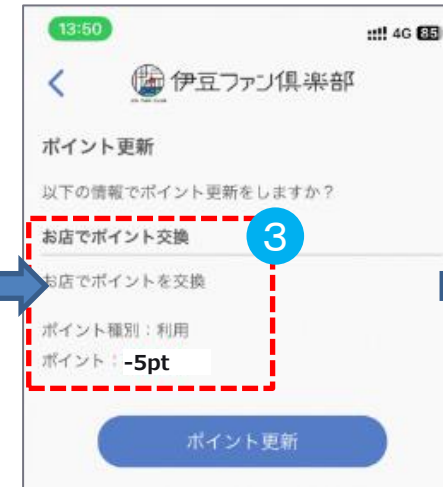 13:50
4G 85
伊豆ファン倶楽部
ポイント更新
以下の情報でポイント更新をしますか？
お店でポイント交換
3
お店でポイントを交換
ポイント種別：利用
ポイント：-5pt
ポイント更新